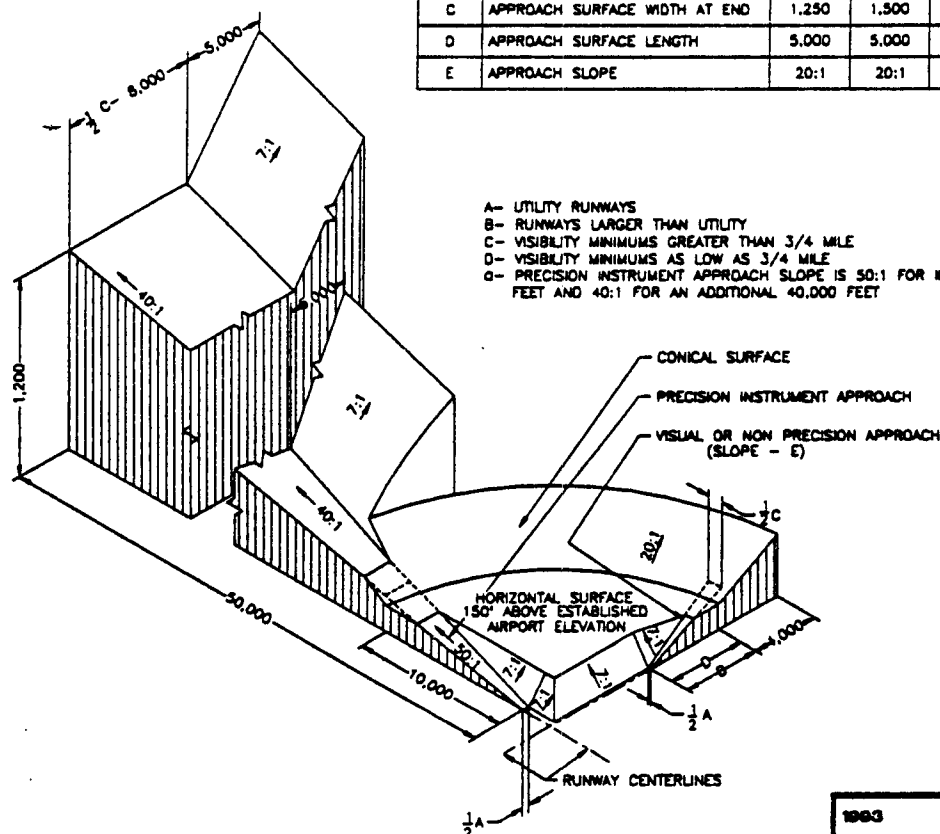 C APPROACH SURFACE WIDTH AT END 1,250 1,500
D APPROACH SURFACE LENGTH 5,000 5,000
E APPROACH SLOPE 20:1 20:1
5,000
1/2 C- 8,000
7:1
A- UTILITY RUNWAYS
B- RUNWAYS LARGER THAN UTILITY
C- VISIBILITY MINIMUMS GREATER THAN 3/4 MILE
D- VISIBILITY MINIMUMS AS LOW AS 3/4 MILE
a- PRECISION INSTRUMENT APPROACH SLOPE IS 50:1 FOR
FEET AND 40:1 FOR AN ADDITIONAL 40,000 FEET
40:1
1,200
CONICAL SURFACE
7:1
PRECISION INSTRUMENT APPROACH
VISUAL OR NON PRECISION APPROACH
(SLOPE - E)
40:1
1/2 C
20:1
HORIZONTAL SURFACE
150' ABOVE ESTABLISHED
AIRPORT ELEVATION
50,000
50:1
7:1
7:1
7:1
7:1
4,000
D
B
10,000
1/2 A
RUNWAY CENTERLINES
1/2 A
1993